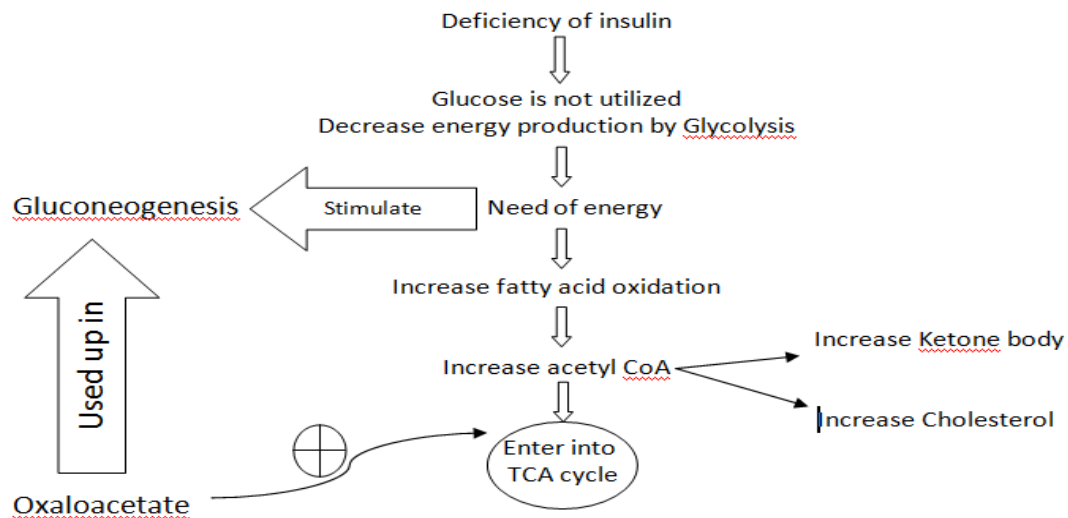 Deficiency of insulin
Glucose is not utilized
Decrease energy production by Glycolysis
Gluconeogenesis
Stimulate
Need of energy
Increase fatty acid oxidation
Used up in
Increase Ketone body
Increase acetyl CoA
Increase Cholesterol
Enter into
TCA cycle
Oxaloacetate